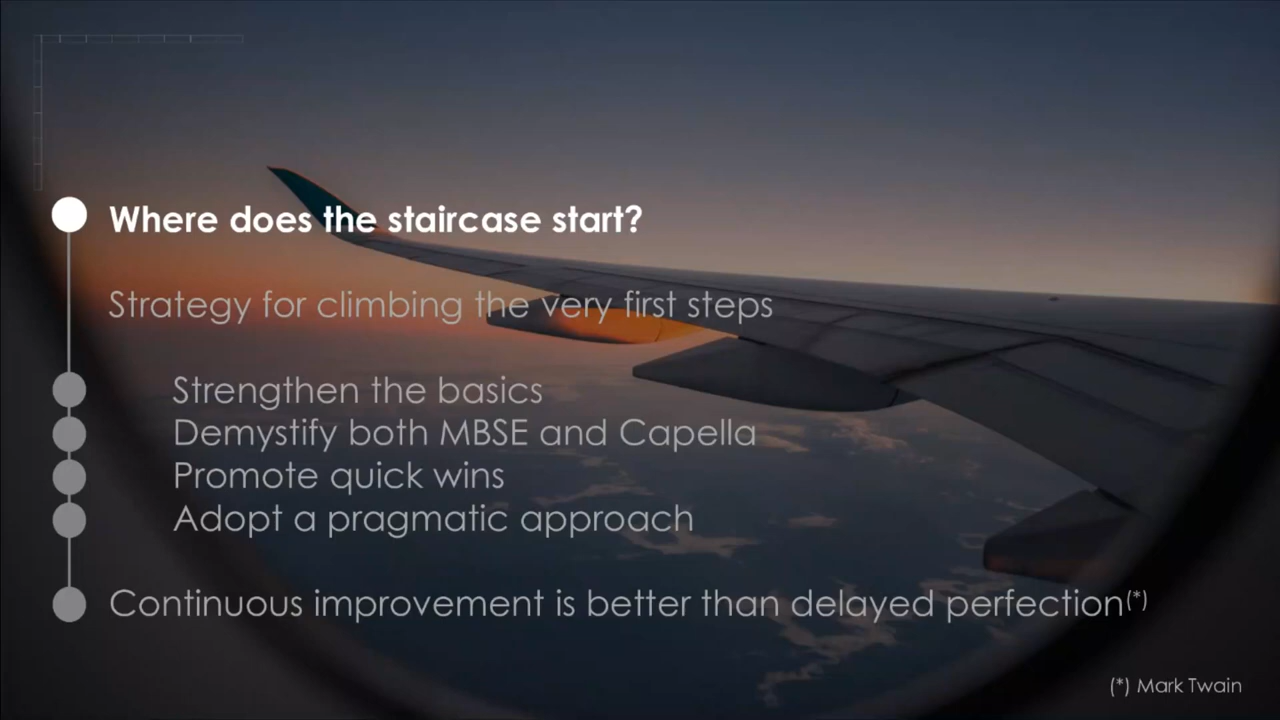 Where does the staircase start?
Strategy for climbing the very first steps
Strengthen the basics
Demystify both MBSE and Capella
Promote quick wins
Adopt a pragmatic approach
Continuous improvement is better than delayed perfection(*)
(*) Mark Twain